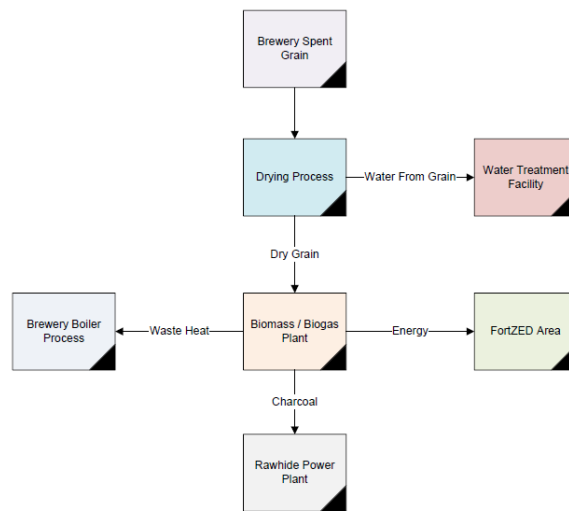 Brewery Spent
Grain
Drying Process
Water From Grain
Water Treatment
Facility
Dry Grain
Brewery Boiler
Process
Waste Heat
Biomass / Biogas
Plant
Energy
FortZED Area
Charcoal
Rawhide Power
Plant